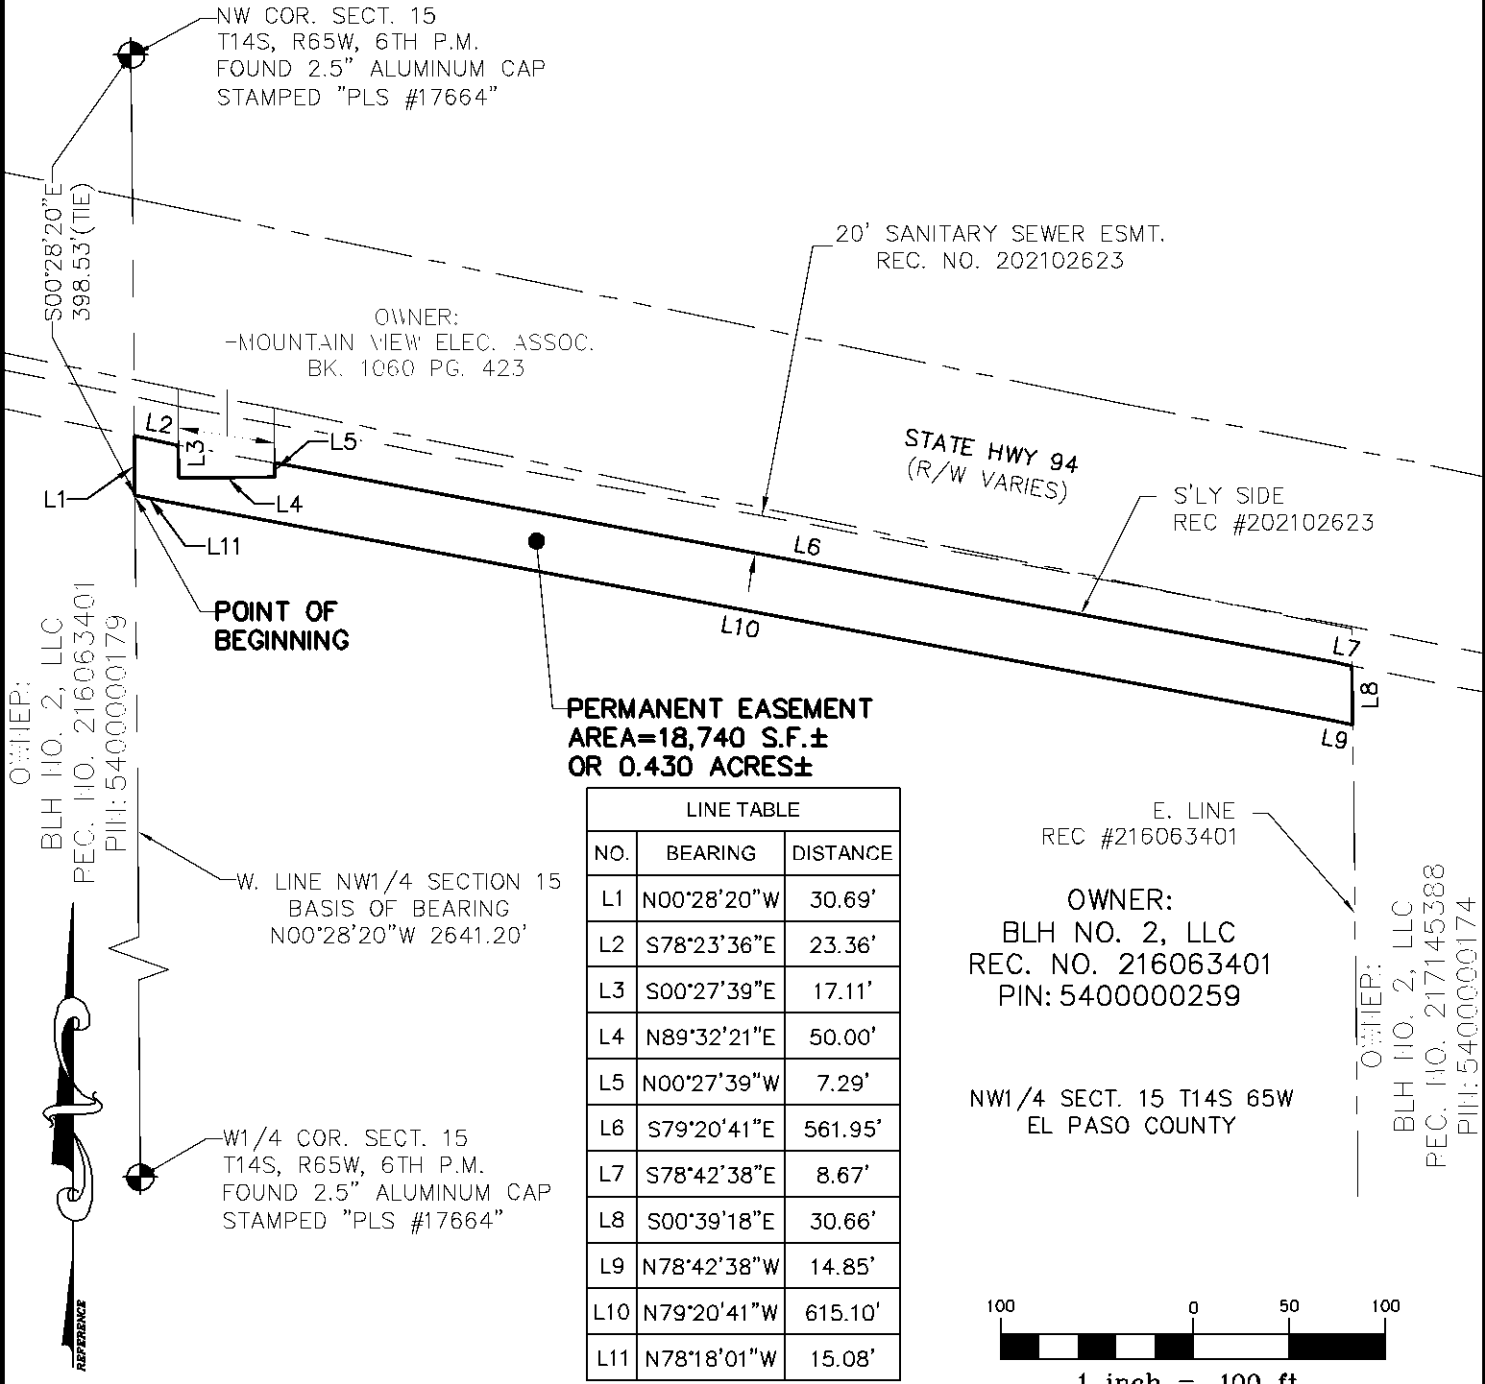 NW COR. SECT. 15
T14S, R65W, 6TH P.M.
FOUND 2.5" ALUMINUM CAP
STAMPED "PLS #17664"
S00°28'20"E
398.53'(TIE)
20' SANITARY SEWER ESMT.
REC. NO. 202102623
OWNER:
MOUNTAIN VIEW ELEC. ASSOC.
BK. 1060 PG. 423
L2
L3
L5
L1
L4
L11
STATE HWY 94
(R/W VARIES)
S'LY SIDE
REC #202102623
L6
L10
L7
L8
L9
POINT OF
BEGINNING
OWNER:
BLH NO. 2, LLC
REC. NO. 216063401
PIN: 5400000179
PERMANENT EASEMENT
AREA=18,740 S.F.±
OR 0.430 ACRES±
LINE TABLE
NO. BEARING DISTANCE
L1 N00°28'20"W 30.69'
L2 S78°23'36"E 23.36'
L3 S00°27'39"E 17.11'
L4 N89°32'21"E 50.00'
L5 N00°27'39"W 7.29'
L6 S79°20'41"E 561.95'
L7 S78°42'38"E 8.67'
L8 S00°39'18"E 30.66'
L9 N78°42'38"W 14.85'
L10 N79°20'41"W 615.10'
L11 N78°18'01"W 15.08'
W. LINE NW1/4 SECTION 15
BASIS OF BEARING
N00°28'20"W 2641.20'
E. LINE
REC #216063401
OWNER:
BLH NO. 2, LLC
REC. NO. 216063401
PIN: 5400000259
OWNER:
BLH NO. 2, LLC
REC. NO. 217145388
PIN: 5400000174
NW1/4 SECT. 15 T14S 65W
EL PASO COUNTY
W1/4 COR. SECT. 15
T14S, R65W, 6TH P.M.
FOUND 2.5" ALUMINUM CAP
STAMPED "PLS #17664"
REFERENCE
100 0 50 100
1 inch = 100 ft